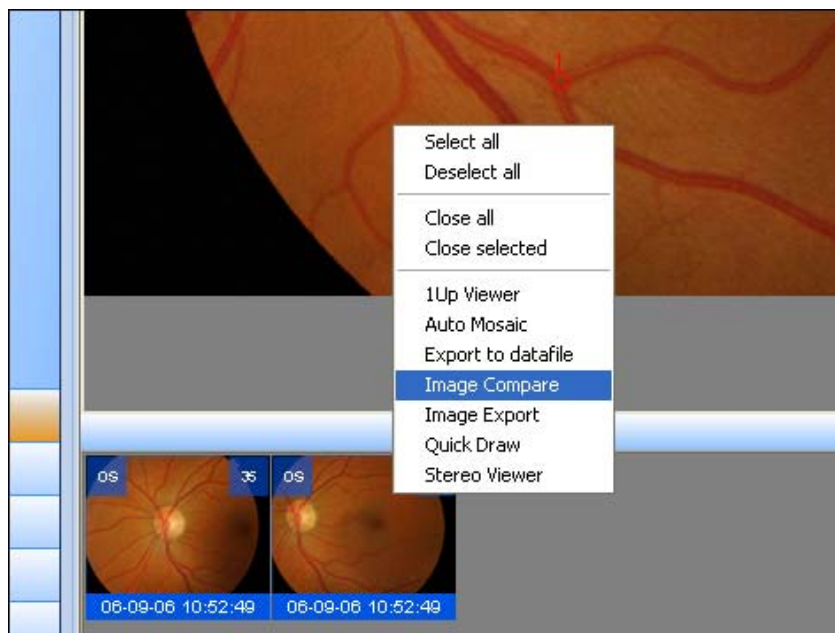 Select all
Deselect all
Close all
Close selected
1Up Viewer
Auto Mosaic
Export to datafile
Image Compare
Image Export
Quick Draw
Stereo Viewer
OS 35 OS
06-09-06 10:52:49 06-09-06 10:52:49